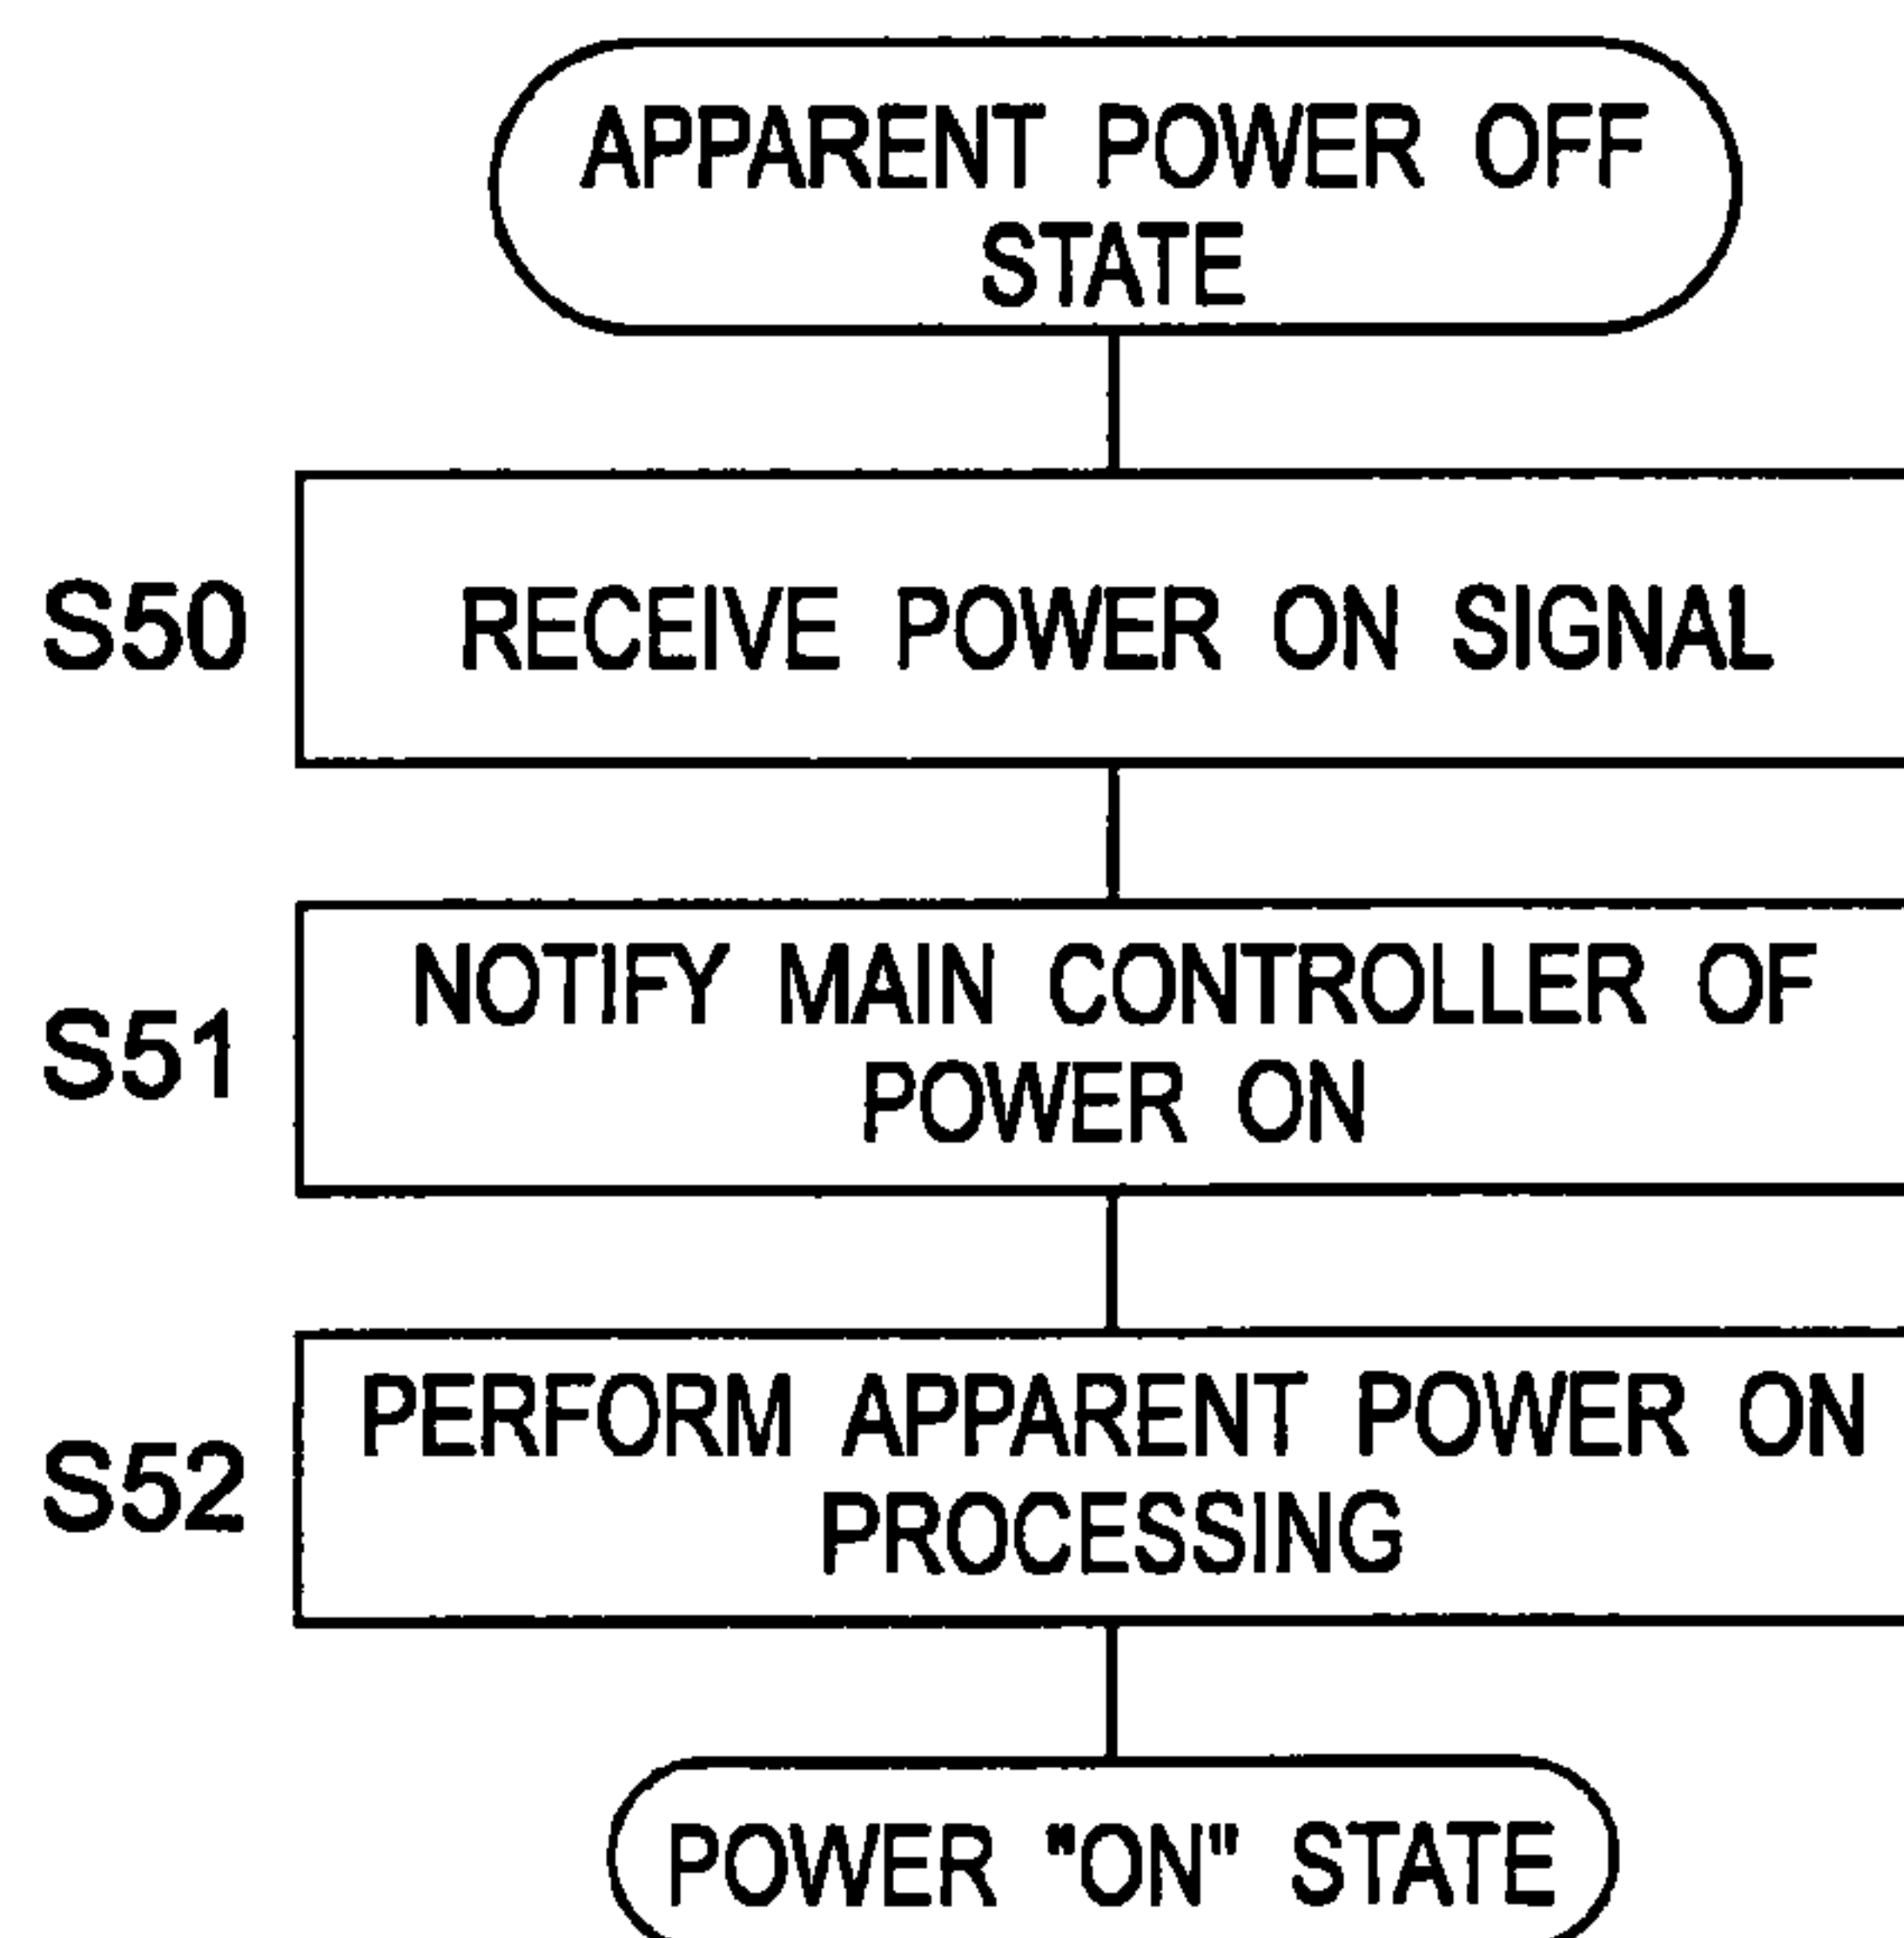 APPARENT POWER OFF
STATE
S50
RECEIVE POWER ON SIGNAL
S51
NOTIFY MAIN CONTROLLER OF
POWER ON
S52
PERFORM APPARENT POWER ON
PROCESSING
POWER "ON" STATE